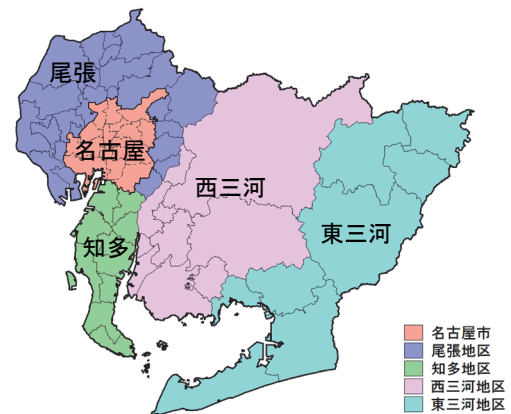 尾張
名古屋
西三河
東三河
知多
名古屋市
尾張地区
知多地区
西三河地区
東三河地区